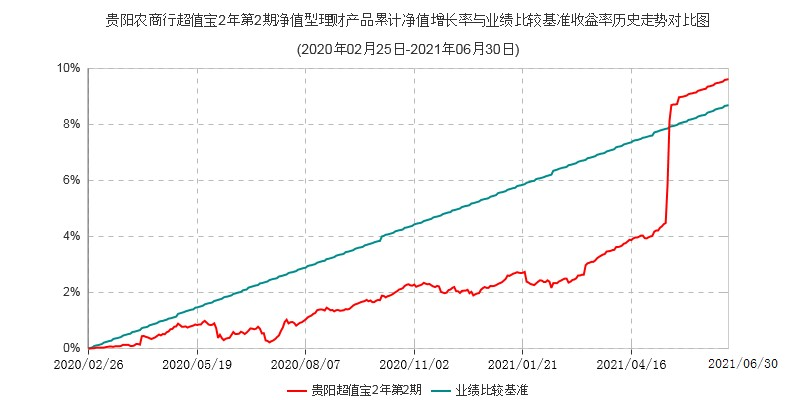 贵阳农商行超值宝2年第2期净值型理财产品累计净值增长率与业绩比较基准收益率历史走势对比图
(2020年02月25日-2021年06月30日)
10%
8%
6%
4%
2%
0%
2020/02/26 2020/05/19 2020/08/07 2020/11/02 2021/01/21 2021/04/16 2021/06/30
贵阳超值宝2年第2期 业绩比较基准